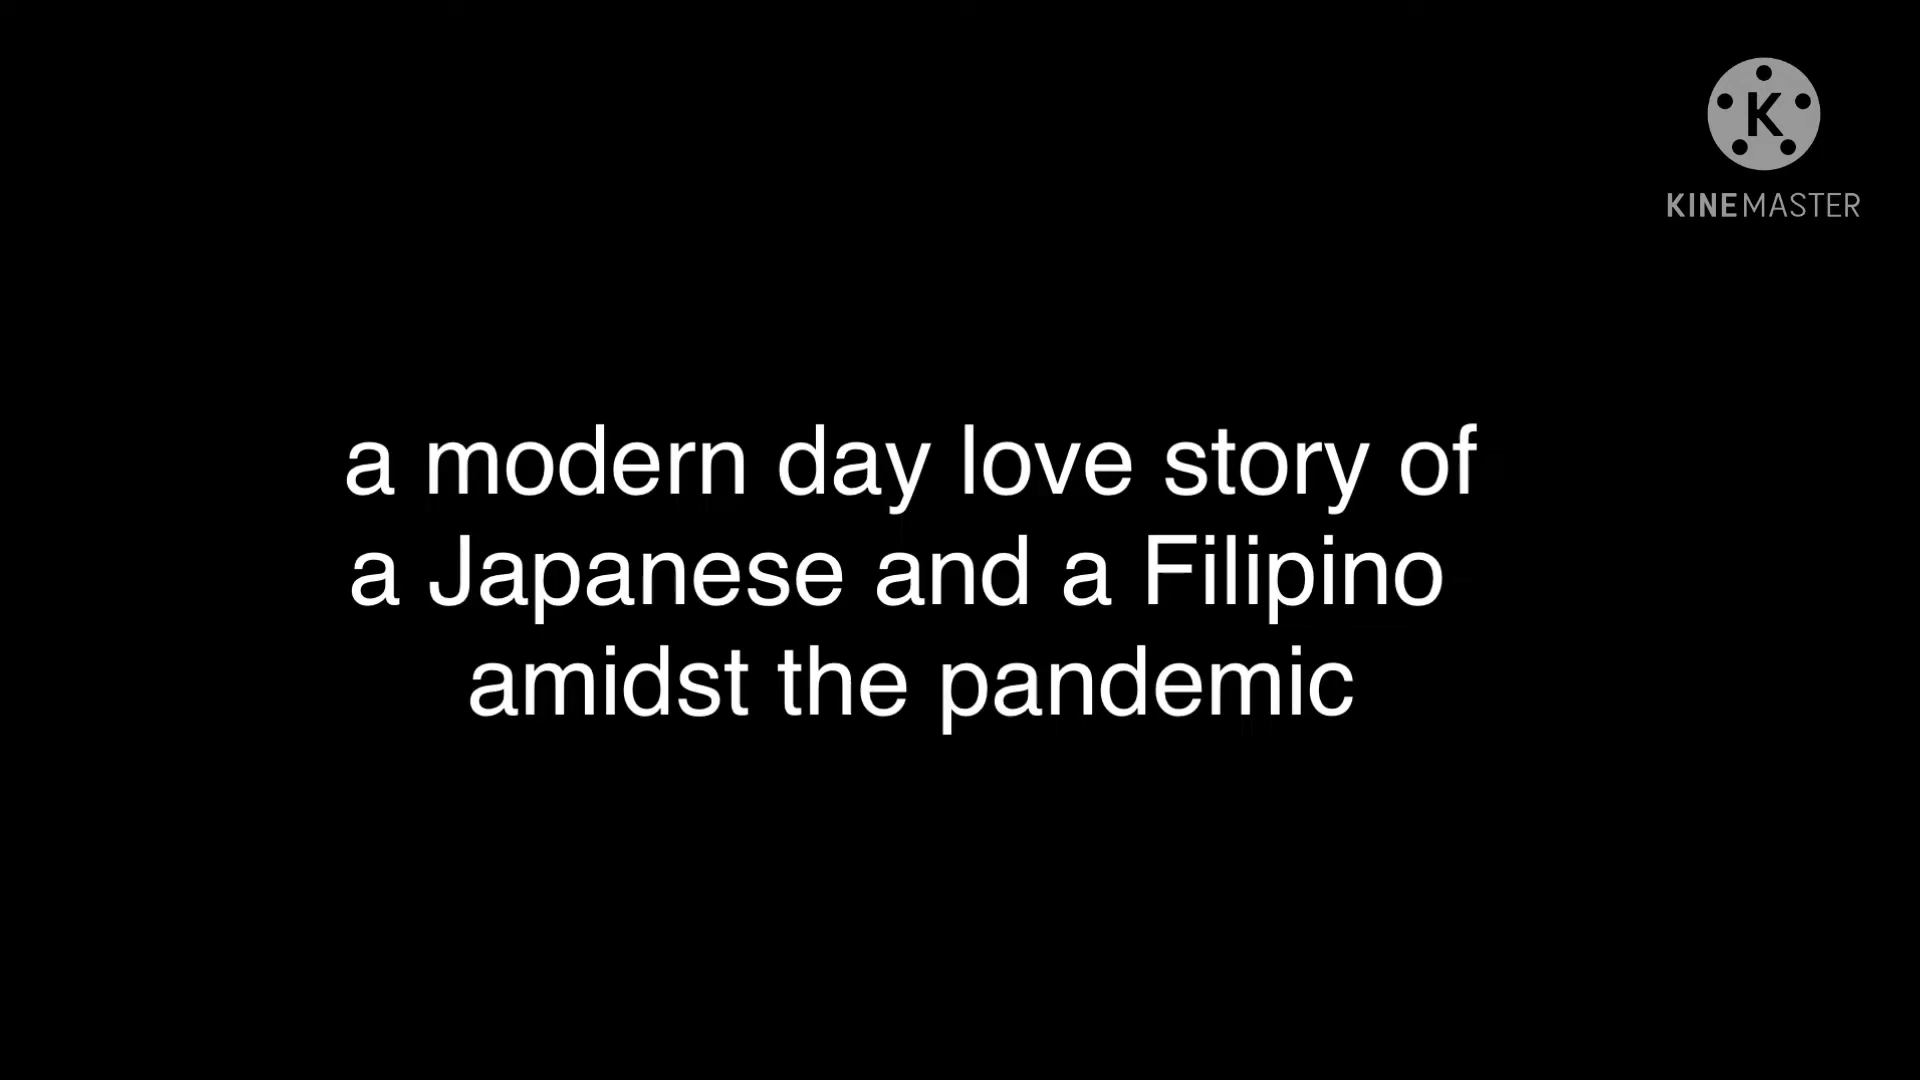 K
KINEMASTER
a modern day love story of
a Japanese and a Filipino
amidst the pandemic